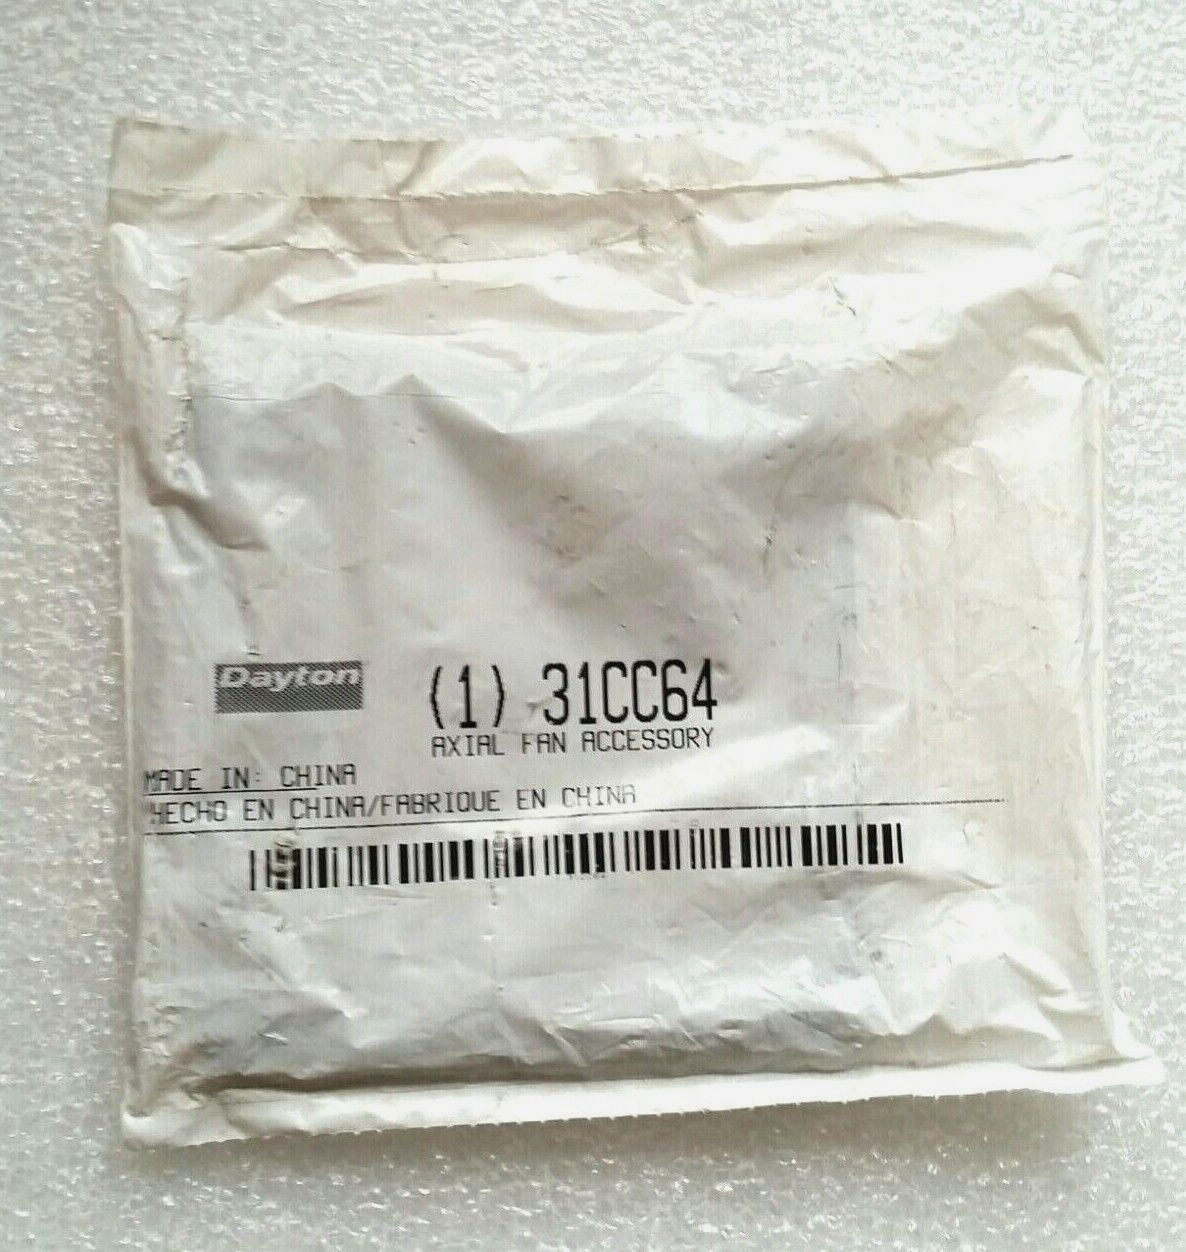 Dayton
(1) 31CC64
AXIAL FAN ACCESSORY
MADE IN: CHINA
HECHO EN CHINA/FABRIQUE EN CHINA